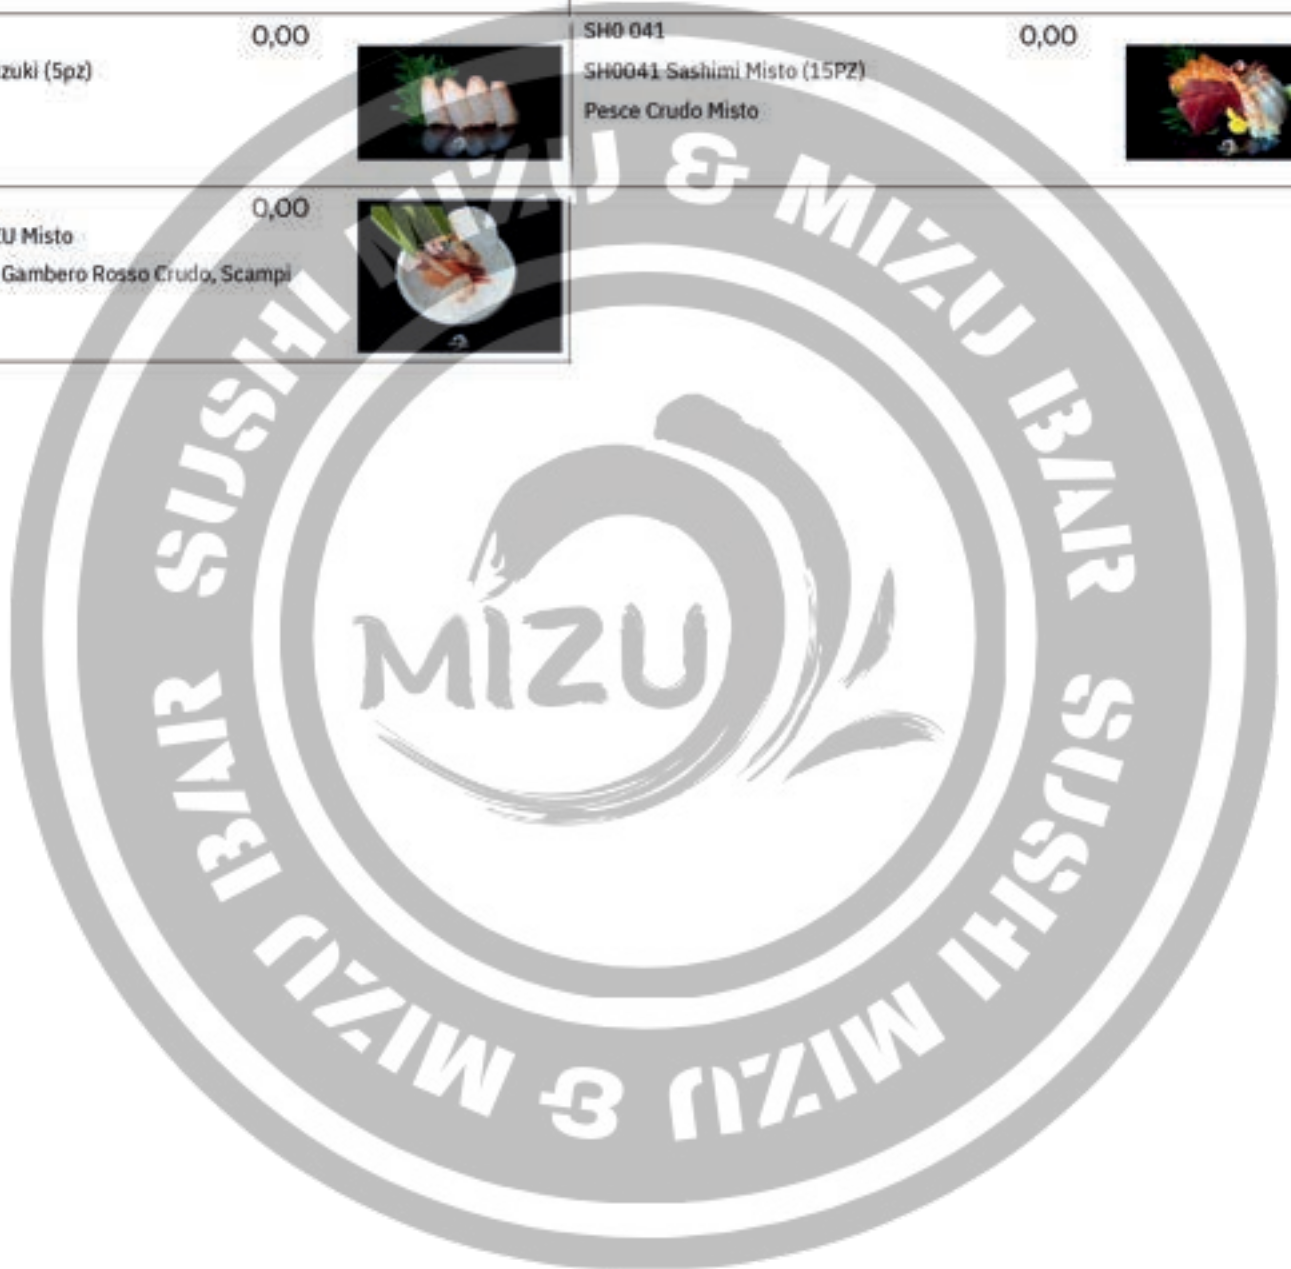 0,00
zuki (5pz)
SH0 041
0,00
SH0041 Sashimi Misto (15PZ)
Pesce Crudo Misto
0,00
ZU Misto
Gambero Rosso Crudo, Scampi
SUSHI MIZU & MIZU BAR
MIZU
SUSHI MIZU & MIZU BAR